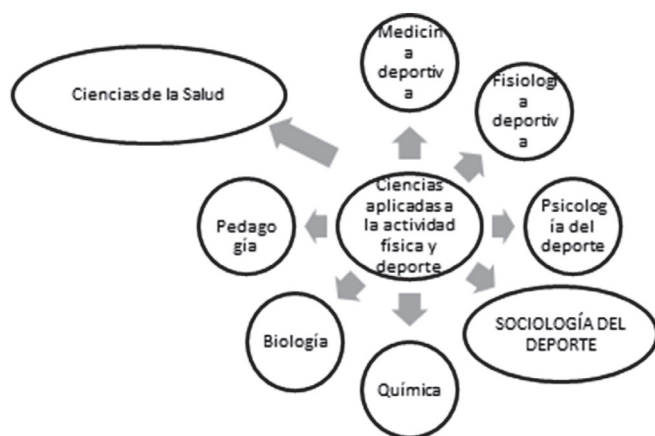 Medicin
a
deportiv
a
Ciencias de la Salud
Fisiologí
a
deportiv
a
Ciencias
aplicadas a
la actividad
física y
deporte
Pedago
gía
Psicolog
ía del
deporte
SOCIOLOGÍA DEL
DEPORTE
Biología
Química